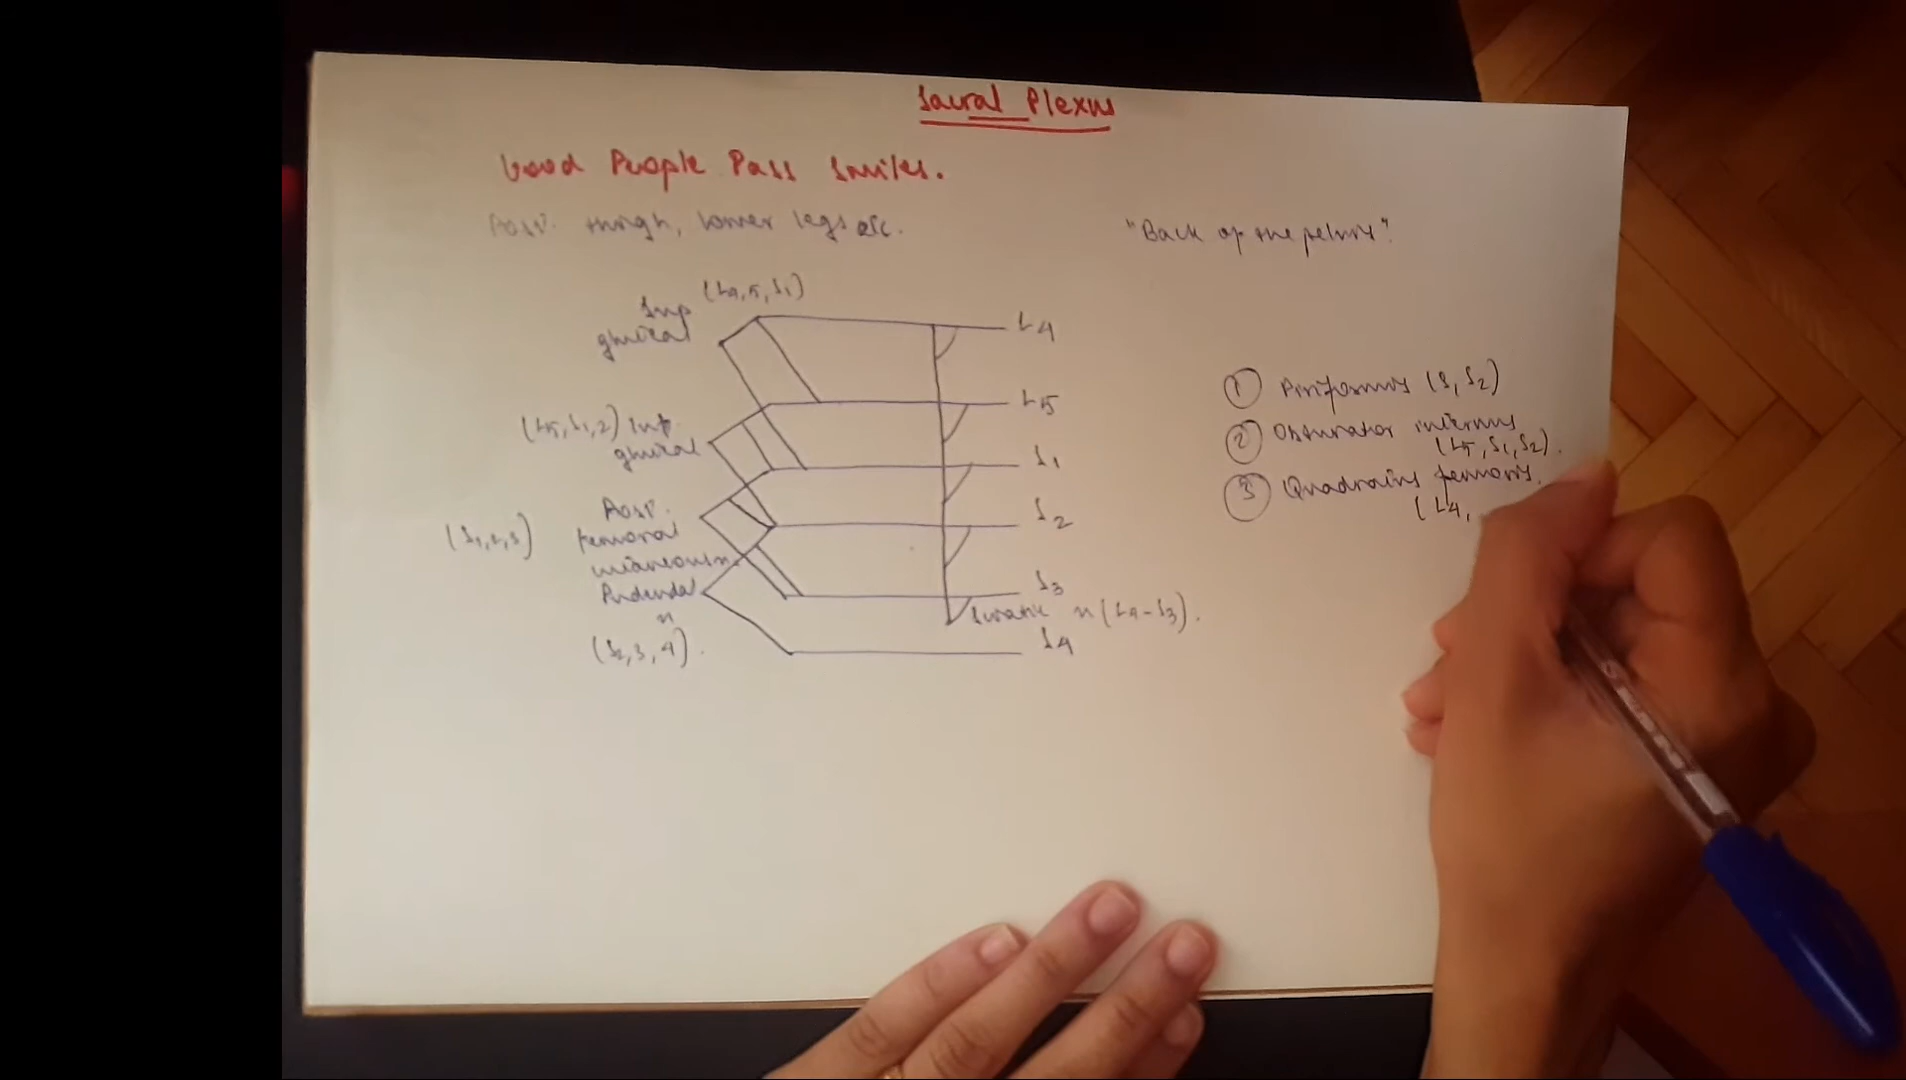 Sacral Plexus
Good People Pass Smiles.
Post. thigh, lower legs etc.
"Back of the pelvis".
(L4,5,S1)
Sup
gluteal
L4
L5
(L5,S1,2) Inf.
gluteal
S1
S2
Post.
(S1,2,3) femoral
cutaneous n.
Pudendal
n
(S2,3,4).
S3
Sciatic n (L4-S3).
S4
① Piriformis (S1, S2)
② Obturator internus
(L5, S1, S2).
③ Quadratus femoris.
(L4,